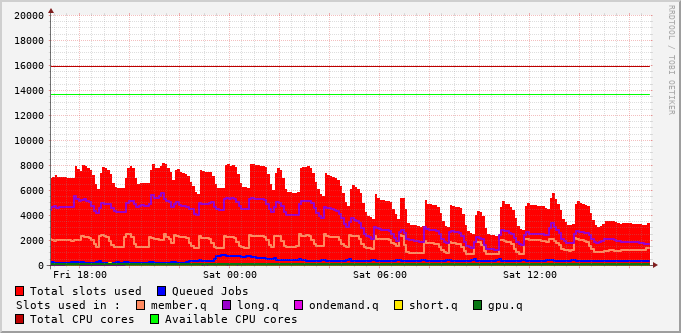 20000
18000
16000
14000
12000
10000
8000
6000
4000
2000
0
Fri 18:00 Sat 00:00 Sat 06:00 Sat 12:00
RRDTOOL / TOBI OETIKER
Total slots used Queued Jobs
Slots used in : member.q long.q ondemand.q short.q gpu.q
Total CPU cores Available CPU cores